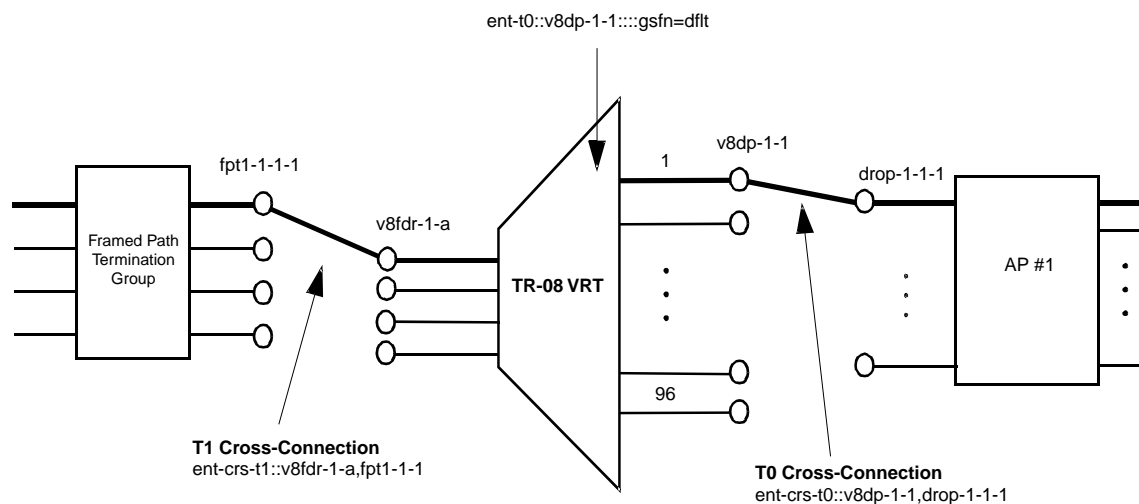 ent-t0::v8dp-1-1::::gsfn=dflt
fpt1-1-1-1
v8fdr-1-a
Framed Path
Termination
Group
TR-08 VRT
1
96
v8dp-1-1
drop-1-1-1
AP #1
T1 Cross-Connection
ent-crs-t1::v8fdr-1-a,fpt1-1-1
T0 Cross-Connection
ent-crs-t0::v8dp-1-1,drop-1-1-1